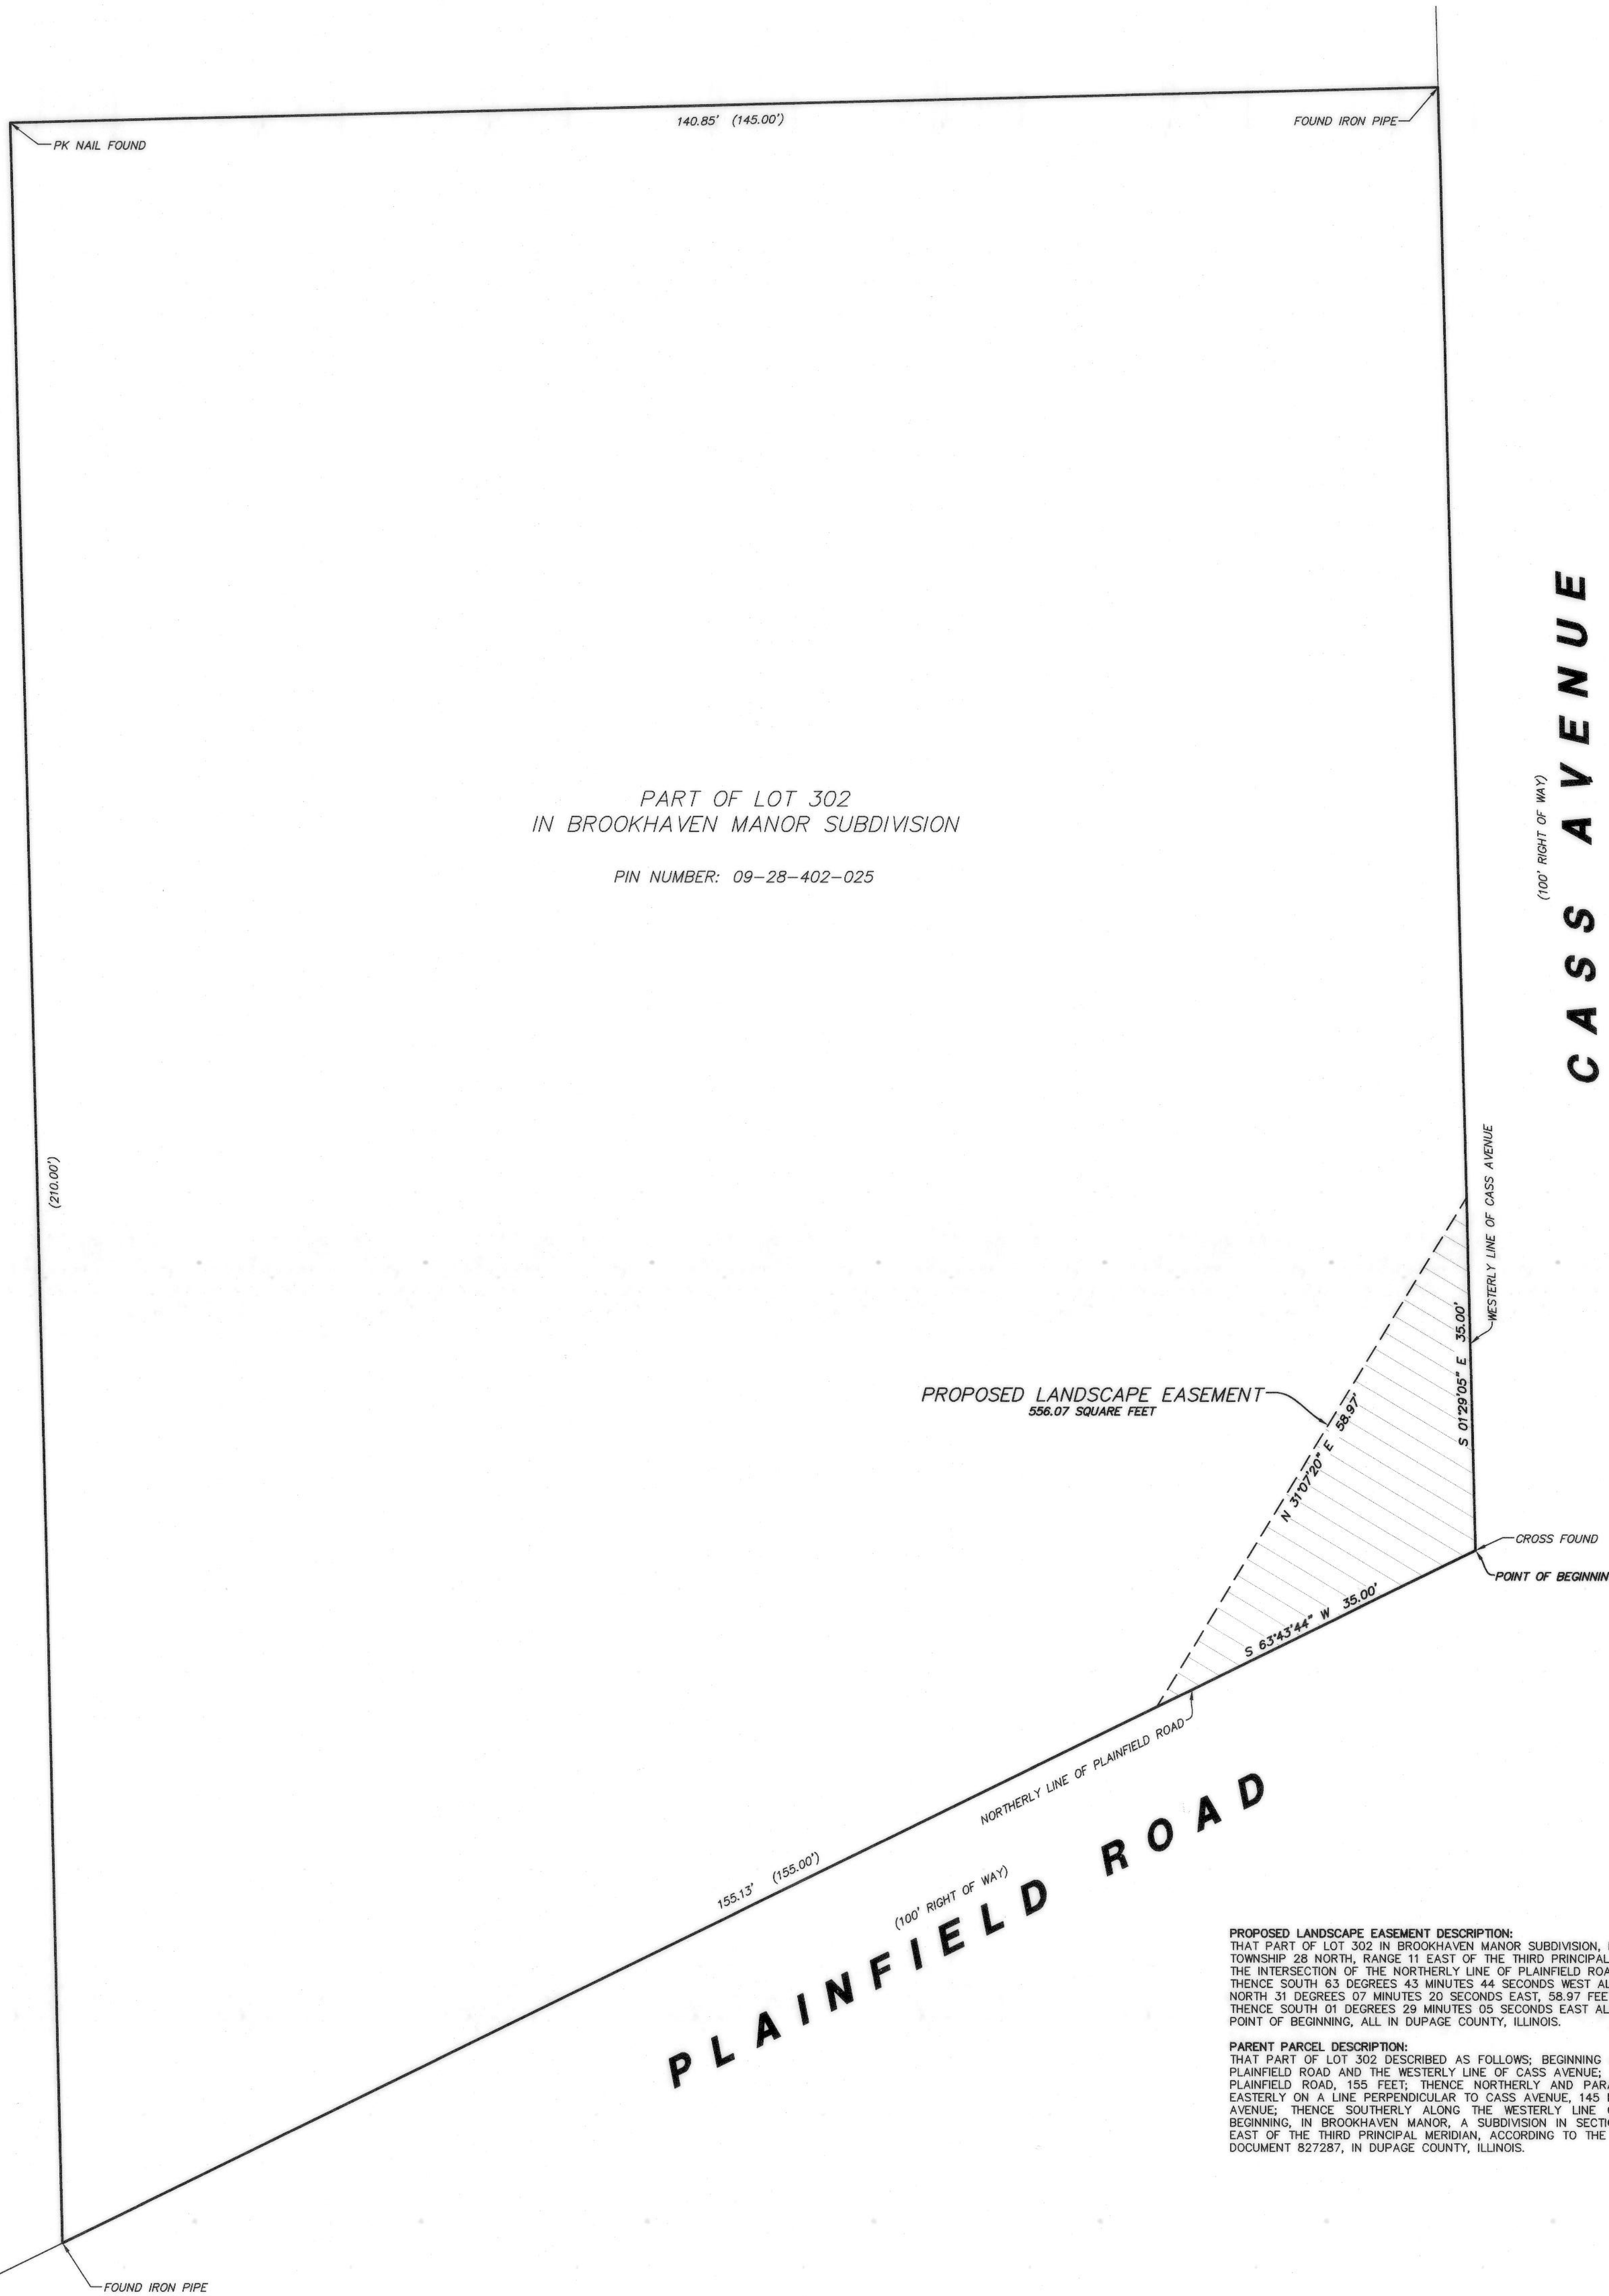 140.85' (145.00')
FOUND IRON PIPE
PK NAIL FOUND
PART OF LOT 302
IN BROOKHAVEN MANOR SUBDIVISION
PIN NUMBER: 09-28-402-025
(100' RIGHT OF WAY)
CASS AVENUE
(210.00')
WESTERLY LINE OF CASS AVENUE
S 01°29'05" E 35.00'
PROPOSED LANDSCAPE EASEMENT
556.07 SQUARE FEET
N 31°07'20" E 58.97'
CROSS FOUND
POINT OF BEGINNIN
S 63°43'44" W 35.00'
NORTHERLY LINE OF PLAINFIELD ROAD
155.13' (155.00')
(100' RIGHT OF WAY)
PLAINFIELD ROAD
PROPOSED LANDSCAPE EASEMENT DESCRIPTION:
THAT PART OF LOT 302 IN BROOKHAVEN MANOR SUBDIVISION,
TOWNSHIP 28 NORTH, RANGE 11 EAST OF THE THIRD PRINCIPAL
THE INTERSECTION OF THE NORTHERLY LINE OF PLAINFIELD ROA
THENCE SOUTH 63 DEGREES 43 MINUTES 44 SECONDS WEST AL
NORTH 31 DEGREES 07 MINUTES 20 SECONDS EAST, 58.97 FEE
THENCE SOUTH 01 DEGREES 29 MINUTES 05 SECONDS EAST AL
POINT OF BEGINNING, ALL IN DUPAGE COUNTY, ILLINOIS.
PARENT PARCEL DESCRIPTION:
THAT PART OF LOT 302 DESCRIBED AS FOLLOWS; BEGINNING
PLAINFIELD ROAD AND THE WESTERLY LINE OF CASS AVENUE;
PLAINFIELD ROAD, 155 FEET; THENCE NORTHERLY AND PARA
EASTERLY ON A LINE PERPENDICULAR TO CASS AVENUE, 145
AVENUE; THENCE SOUTHERLY ALONG THE WESTERLY LINE
BEGINNING, IN BROOKHAVEN MANOR, A SUBDIVISION IN SECTI
EAST OF THE THIRD PRINCIPAL MERIDIAN, ACCORDING TO THE
DOCUMENT 827287, IN DUPAGE COUNTY, ILLINOIS.
FOUND IRON PIPE